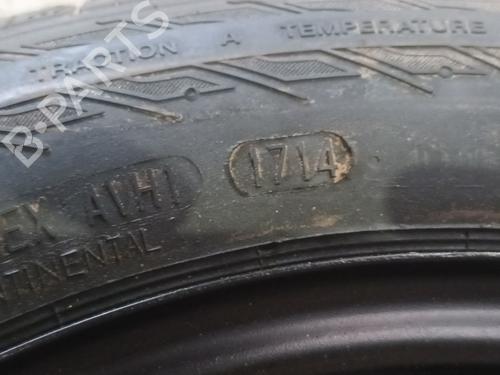 TRACTION A TEMPERATURE
B-PARTS
EX AVH1 1714
NTINENTAL